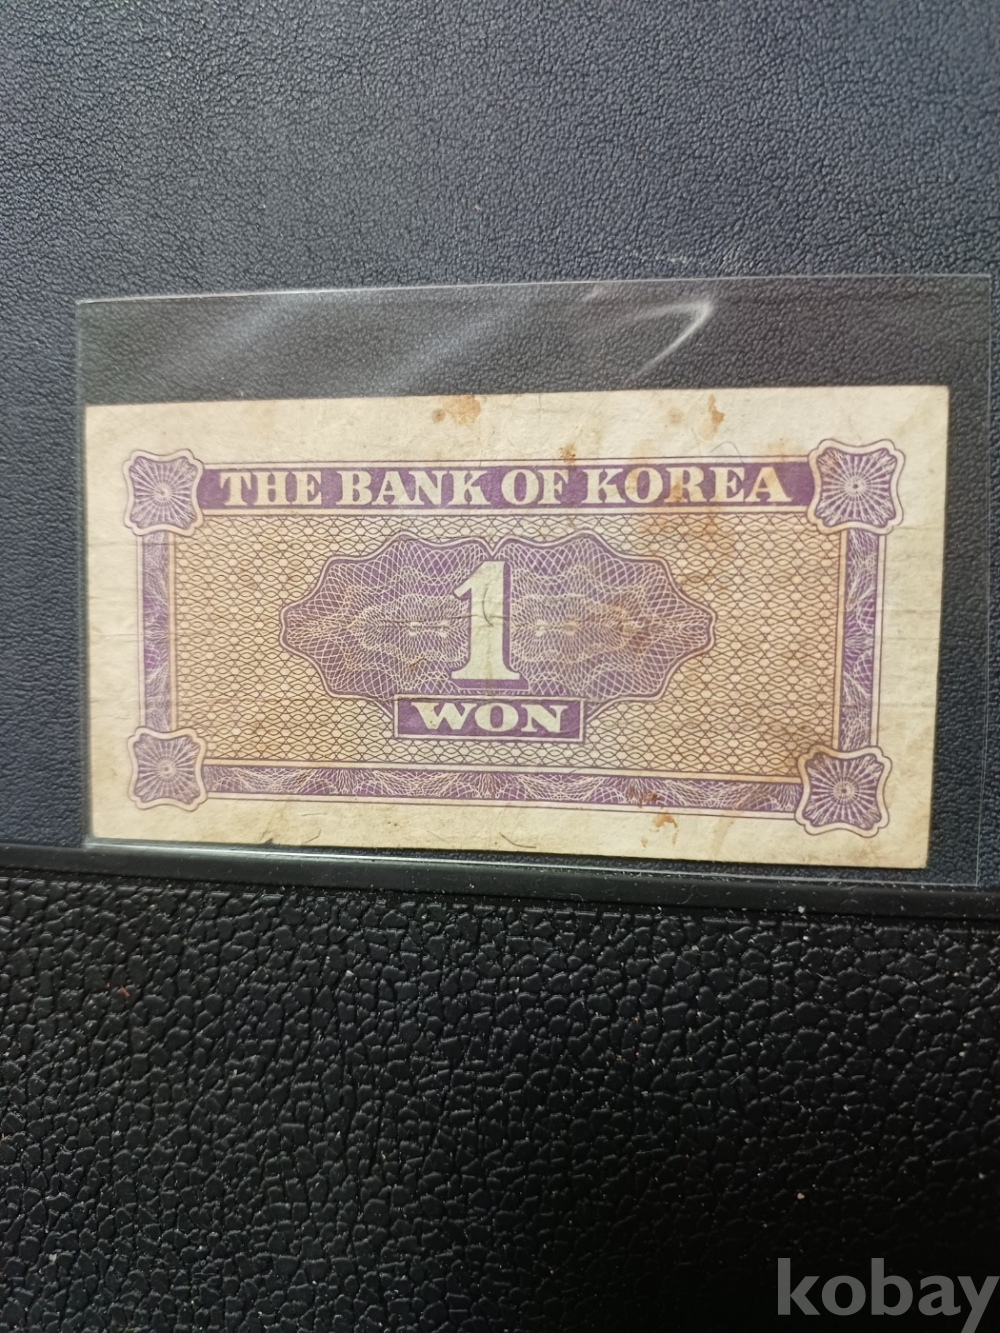 THE BANK OF KOREA
1
WON
kobay